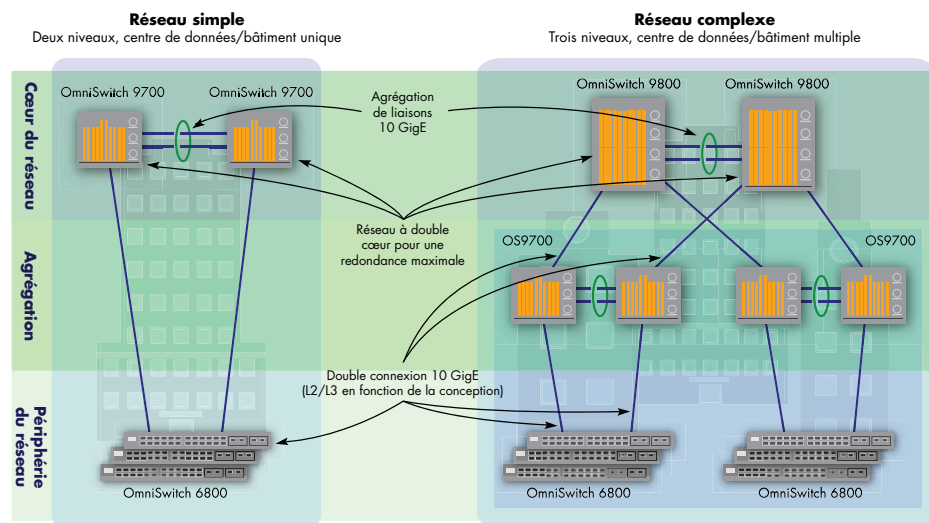 Réseau simple
Deux niveaux, centre de données/bâtiment unique
Réseau complexe
Trois niveaux, centre de données/bâtiment multiple
Cœur du réseau
OmniSwitch 9700
OmniSwitch 9700
Agrégation
de liaisons
10 GigE
OmniSwitch 9800
OmniSwitch 9800
Réseau à double
cœur pour une
redondance maximale
Agrégation
OS9700
OS9700
Double connexion 10 GigE
(L2/L3 en fonction de la conception)
Périphérie
du réseau
OmniSwitch 6800
OmniSwitch 6800
OmniSwitch 6800